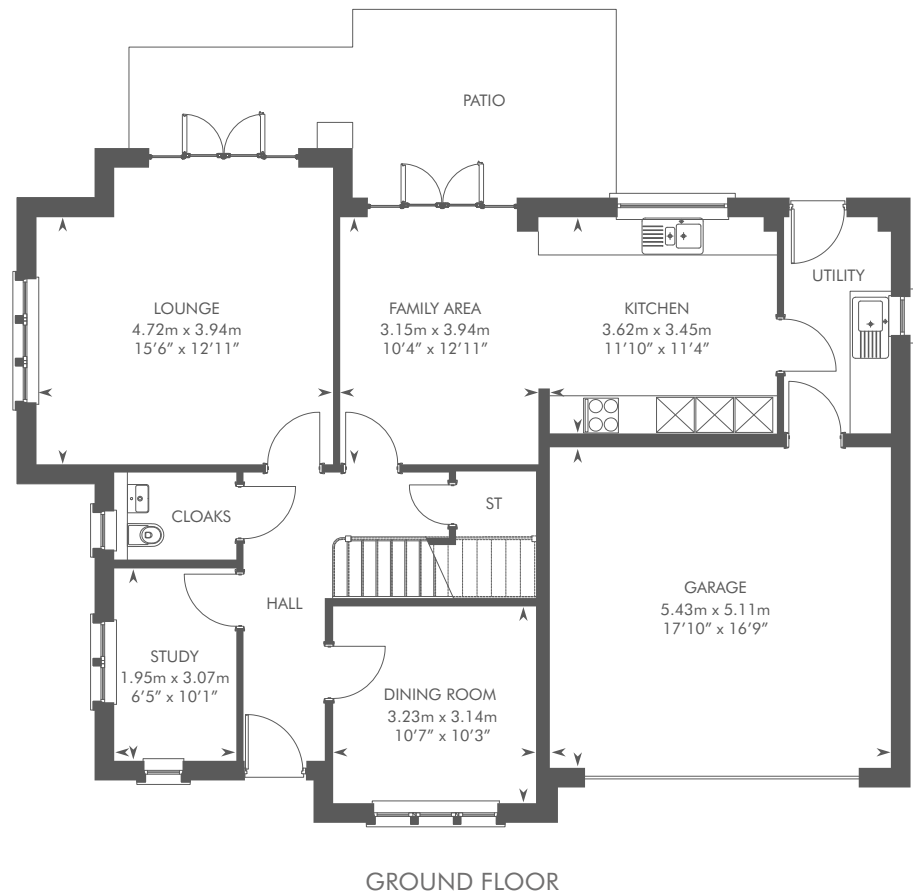 PATIO
UTILITY
LOUNGE
4.72m x 3.94m
15'6" x 12'11"
FAMILY AREA
3.15m x 3.94m
10'4" x 12'11"
KITCHEN
3.62m x 3.45m
11'10" x 11'4"
CLOAKS
ST
HALL
GARAGE
5.43m x 5.11m
17'10" x 16'9"
STUDY
1.95m x 3.07m
6'5" x 10'1"
DINING ROOM
3.23m x 3.14m
10'7" x 10'3"
GROUND FLOOR